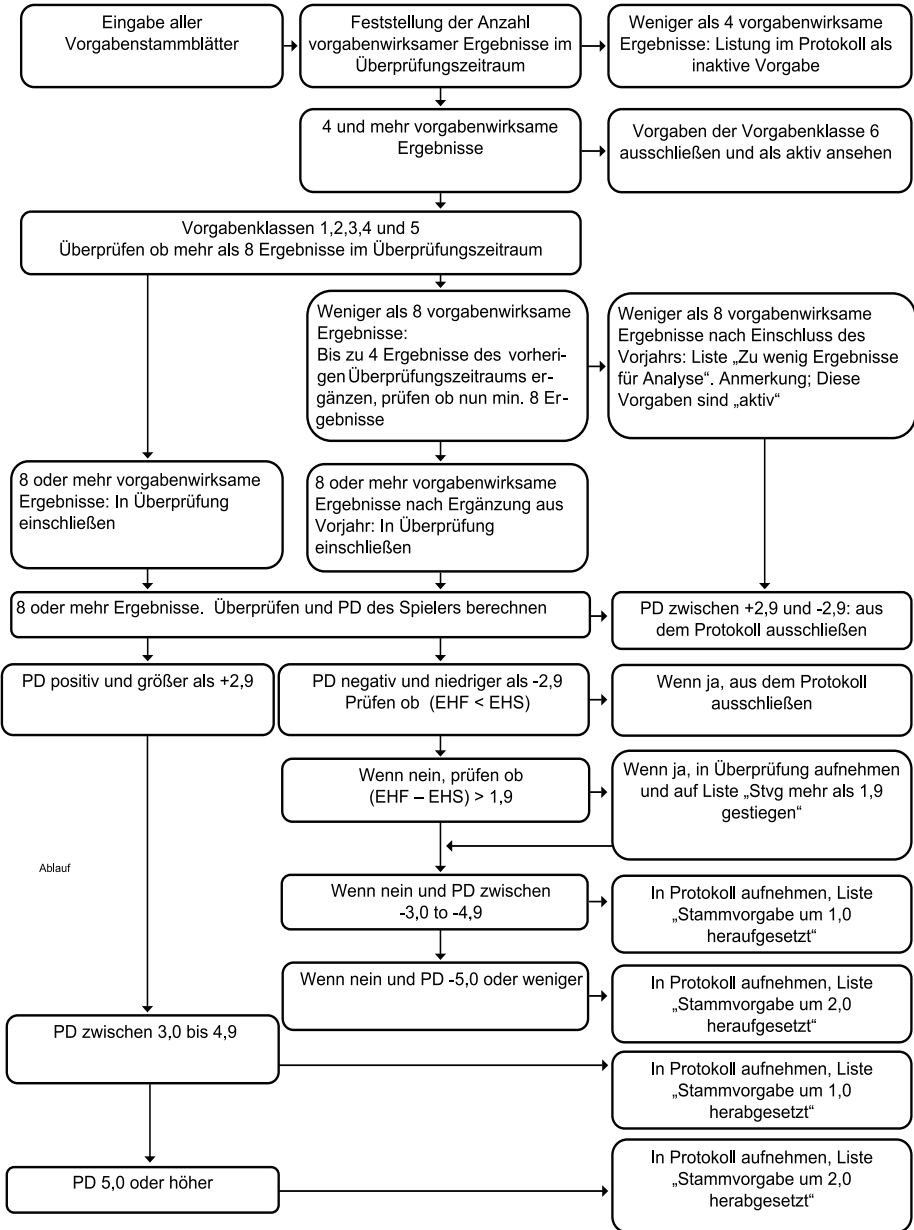 Eingabe aller
Vorgabenstammblätter
Feststellung der Anzahl
vorgabenwirksamer Ergebnisse im
Überprüfungszeitraum
Weniger als 4 vorgabenwirksame
Ergebnisse: Listung im Protokoll als
inaktive Vorgabe
4 und mehr vorgabenwirksame
Ergebnisse
Vorgaben der Vorgabenklasse 6
ausschließen und als aktiv ansehen
Vorgabenklassen 1,2,3,4 und 5
Überprüfen ob mehr als 8 Ergebnisse im Überprüfungszeitraum
Weniger als 8 vorgabenwirksame
Ergebnisse:
Bis zu 4 Ergebnisse des vorheri-
gen Überprüfungszeitraums er-
gänzen, prüfen ob nun min. 8 Er-
gebnisse
Weniger als 8 vorgabenwirksame
Ergebnisse nach Einschluss des
Vorjahrs: Liste „Zu wenig Ergebnisse
für Analyse“. Anmerkung; Diese
Vorgaben sind „aktiv“
8 oder mehr vorgabenwirksame
Ergebnisse: In Überprüfung
einschließen
8 oder mehr vorgabenwirksame
Ergebnisse nach Ergänzung aus
Vorjahr: In Überprüfung
einschließen
8 oder mehr Ergebnisse. Überprüfen und PD des Spielers berechnen
PD zwischen +2,9 und -2,9: aus
dem Protokoll ausschließen
PD positiv und größer als +2,9
PD negativ und niedriger als -2,9
Prüfen ob (EHF < EHS)
Wenn ja, aus dem Protokoll
ausschließen
Wenn nein, prüfen ob
(EHF – EHS) > 1,9
Wenn ja, in Überprüfung aufnehmen
und auf Liste „Stvg mehr als 1,9
gestiegen“
Ablauf
Wenn nein und PD zwischen
-3,0 to -4,9
In Protokoll aufnehmen, Liste
„Stammvorgabe um 1,0
heraufgesetzt“
Wenn nein und PD -5,0 oder weniger
In Protokoll aufnehmen, Liste
„Stammvorgabe um 2,0
heraufgesetzt“
PD zwischen 3,0 bis 4,9
In Protokoll aufnehmen, Liste
„Stammvorgabe um 1,0
herabgesetzt“
PD 5,0 oder höher
In Protokoll aufnehmen, Liste
„Stammvorgabe um 2,0
herabgesetzt“